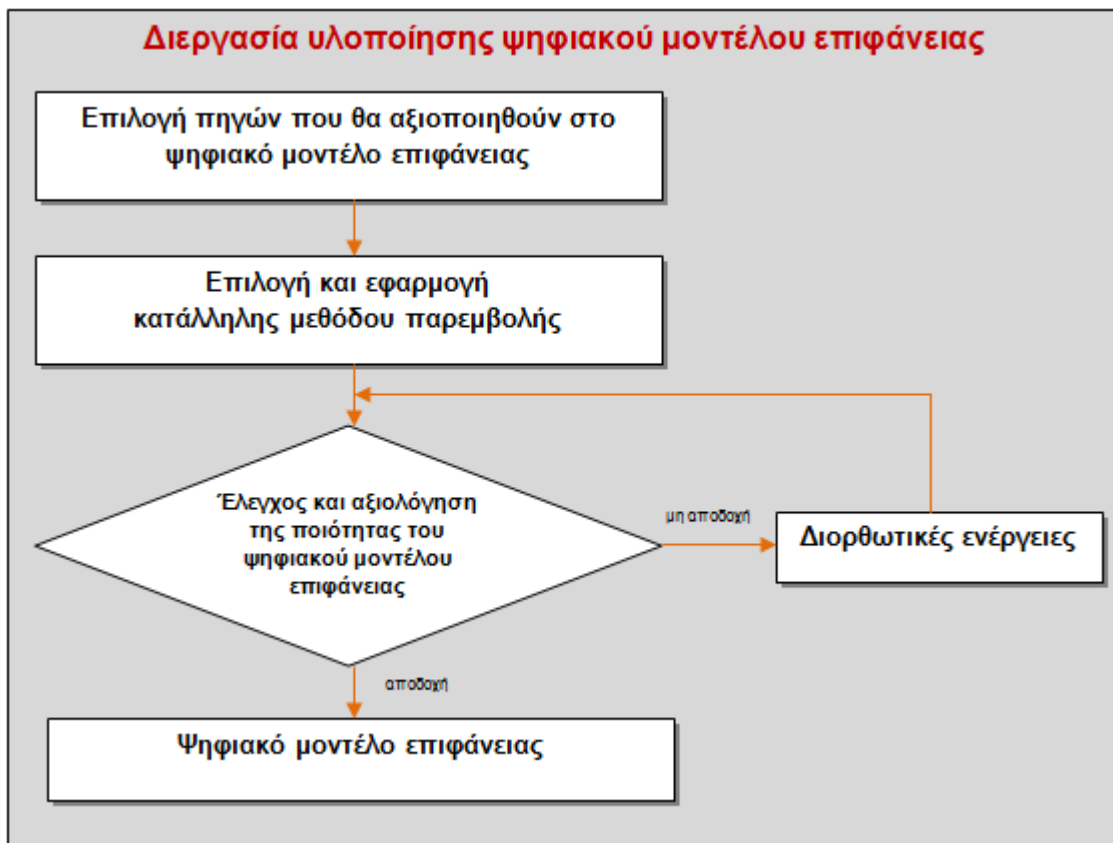 Διεργασία υλοποίησης ψηφιακού μοντέλου επιφάνειας
Επιλογή πηγών που θα αξιοποιηθούν στο
ψηφιακό μοντέλο επιφάνειας
Επιλογή και εφαρμογή
κατάλληλης μεθόδου παρεμβολής
Έλεγχος και αξιολόγηση
της ποιότητας του
ψηφιακού μοντέλου
επιφάνειας
μη αποδοχή
Διορθωτικές ενέργειες
αποδοχή
Ψηφιακό μοντέλο επιφάνειας